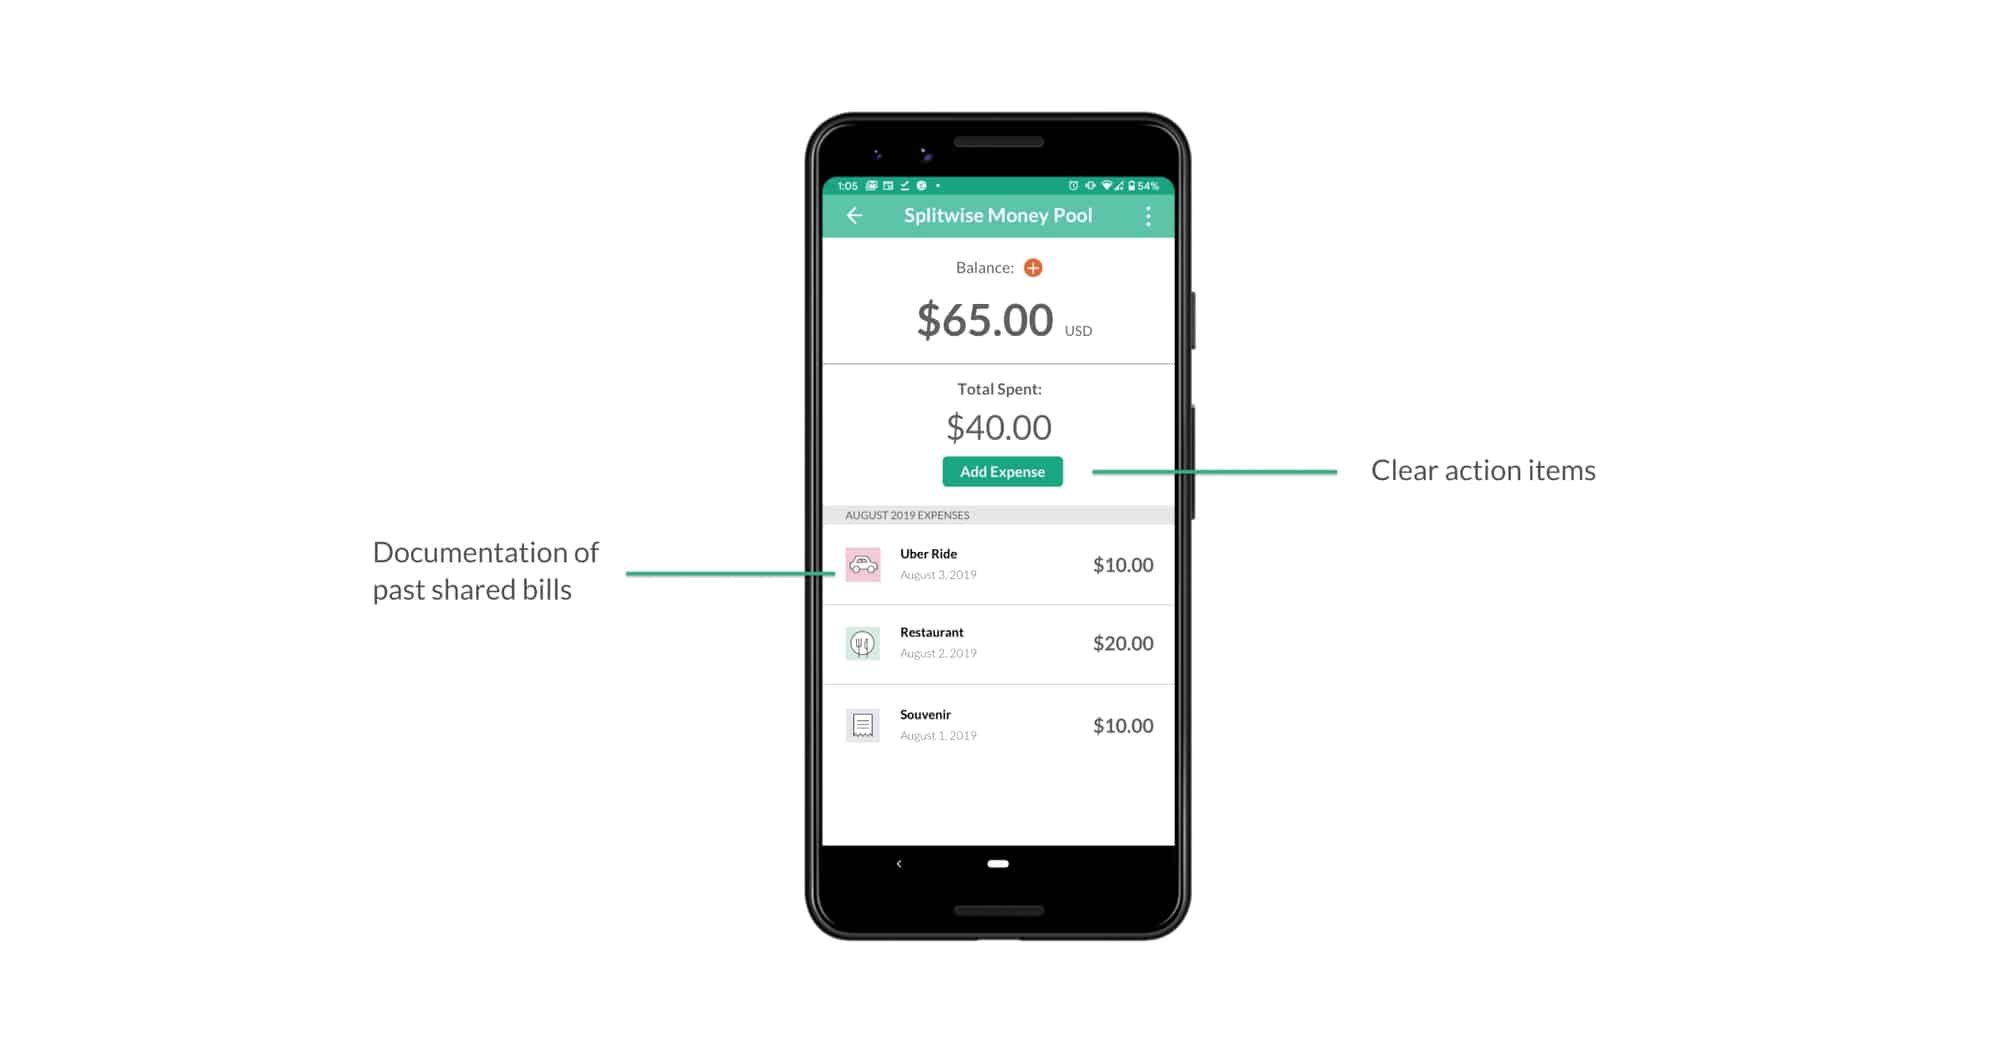 1:05
54%
Splitwise Money Pool
Balance:
$65.00 USD
Total Spent:
$40.00
Add Expense
Clear action items
AUGUST 2019 EXPENSES
Documentation of
past shared bills
Uber Ride
August 3, 2019
$10.00
Restaurant
August 2, 2019
$20.00
Souvenir
August 1, 2019
$10.00